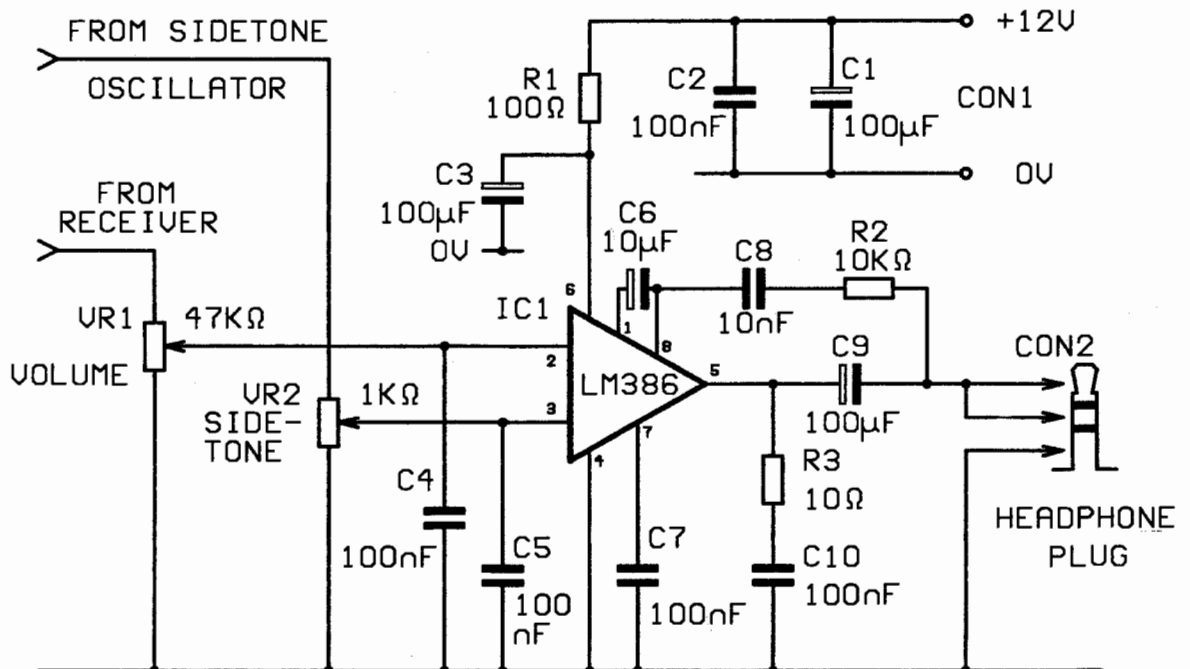 FROM SIDETONE
OSCILLATOR
+12V
R1
100Ω
C2
100nF
C1
100µF
CON1
0V
C3
100µF
0V
FROM
RECEIVER
C6
10µF
C8
10nF
R2
10KΩ
IC1
6
1
8
VR1
47KΩ
VOLUME
2
LM386
5
C9
100µF
CON2
VR2
SIDE-
TONE
1KΩ
3
7
4
R3
10Ω
C4
100nF
C5
100
nF
C7
100nF
C10
100nF
HEADPHONE
PLUG